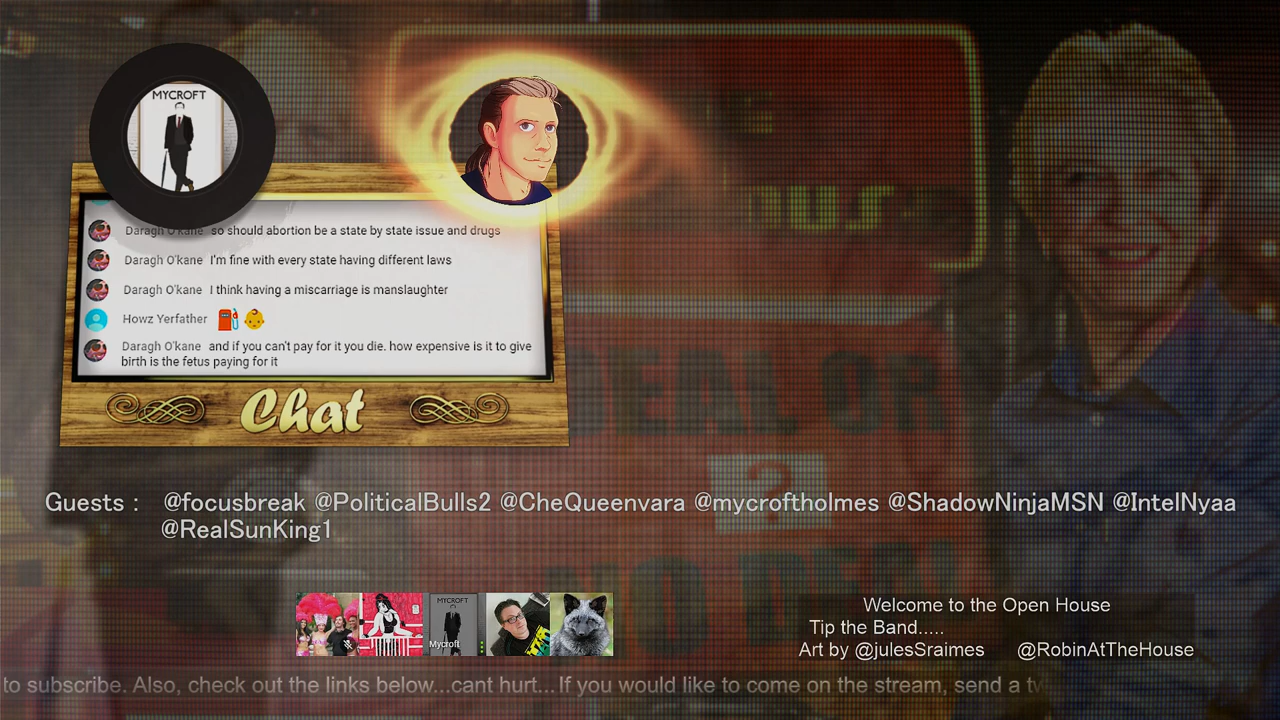 MYCROFT
Daragh O'kane so should abortion be a state by state issue and drugs
Daragh O'kane I'm fine with every state having different laws
Daragh O'kane I think having a miscarriage is manslaughter
Howz Yerfather
Daragh O'kane and if you can't pay for it you die. how expensive is it to give
birth is the fetus paying for it
Chat
DEAL OR
?
NO DEAL
Guests : @focusbreak @PoliticalBulls2 @CheQueenvara @mycroftholmes @ShadowNinjaMSN @IntelNyaa
@RealSunKing1
MYCROFT
Mycroft
Welcome to the Open House
Tip the Band.....
Art by @julesSraimes @RobinAtTheHouse
to subscribe. Also, check out the links below...cant hurt... If you would like to come on the stream, send a tw